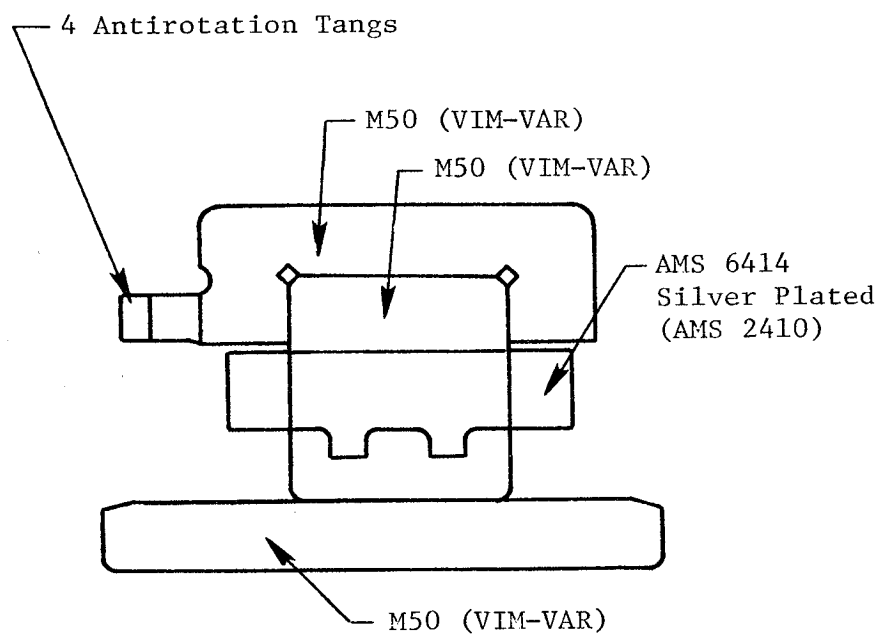 4 Antirotation Tangs
M50 (VIM-VAR)
M50 (VIM-VAR)
AMS 6414
Silver Plated
(AMS 2410)
M50 (VIM-VAR)